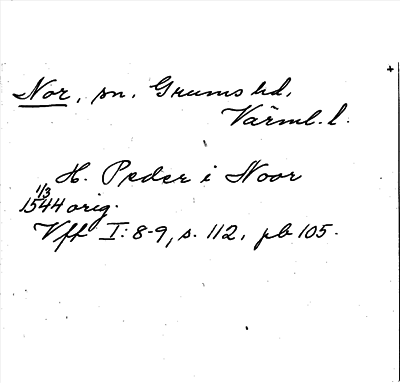 Nor, sn. Grums hd.
Värml. l.
H. Peder i Noor
1/3
1544 orig.
Vff I: 8-9, s. 112, pb 105.